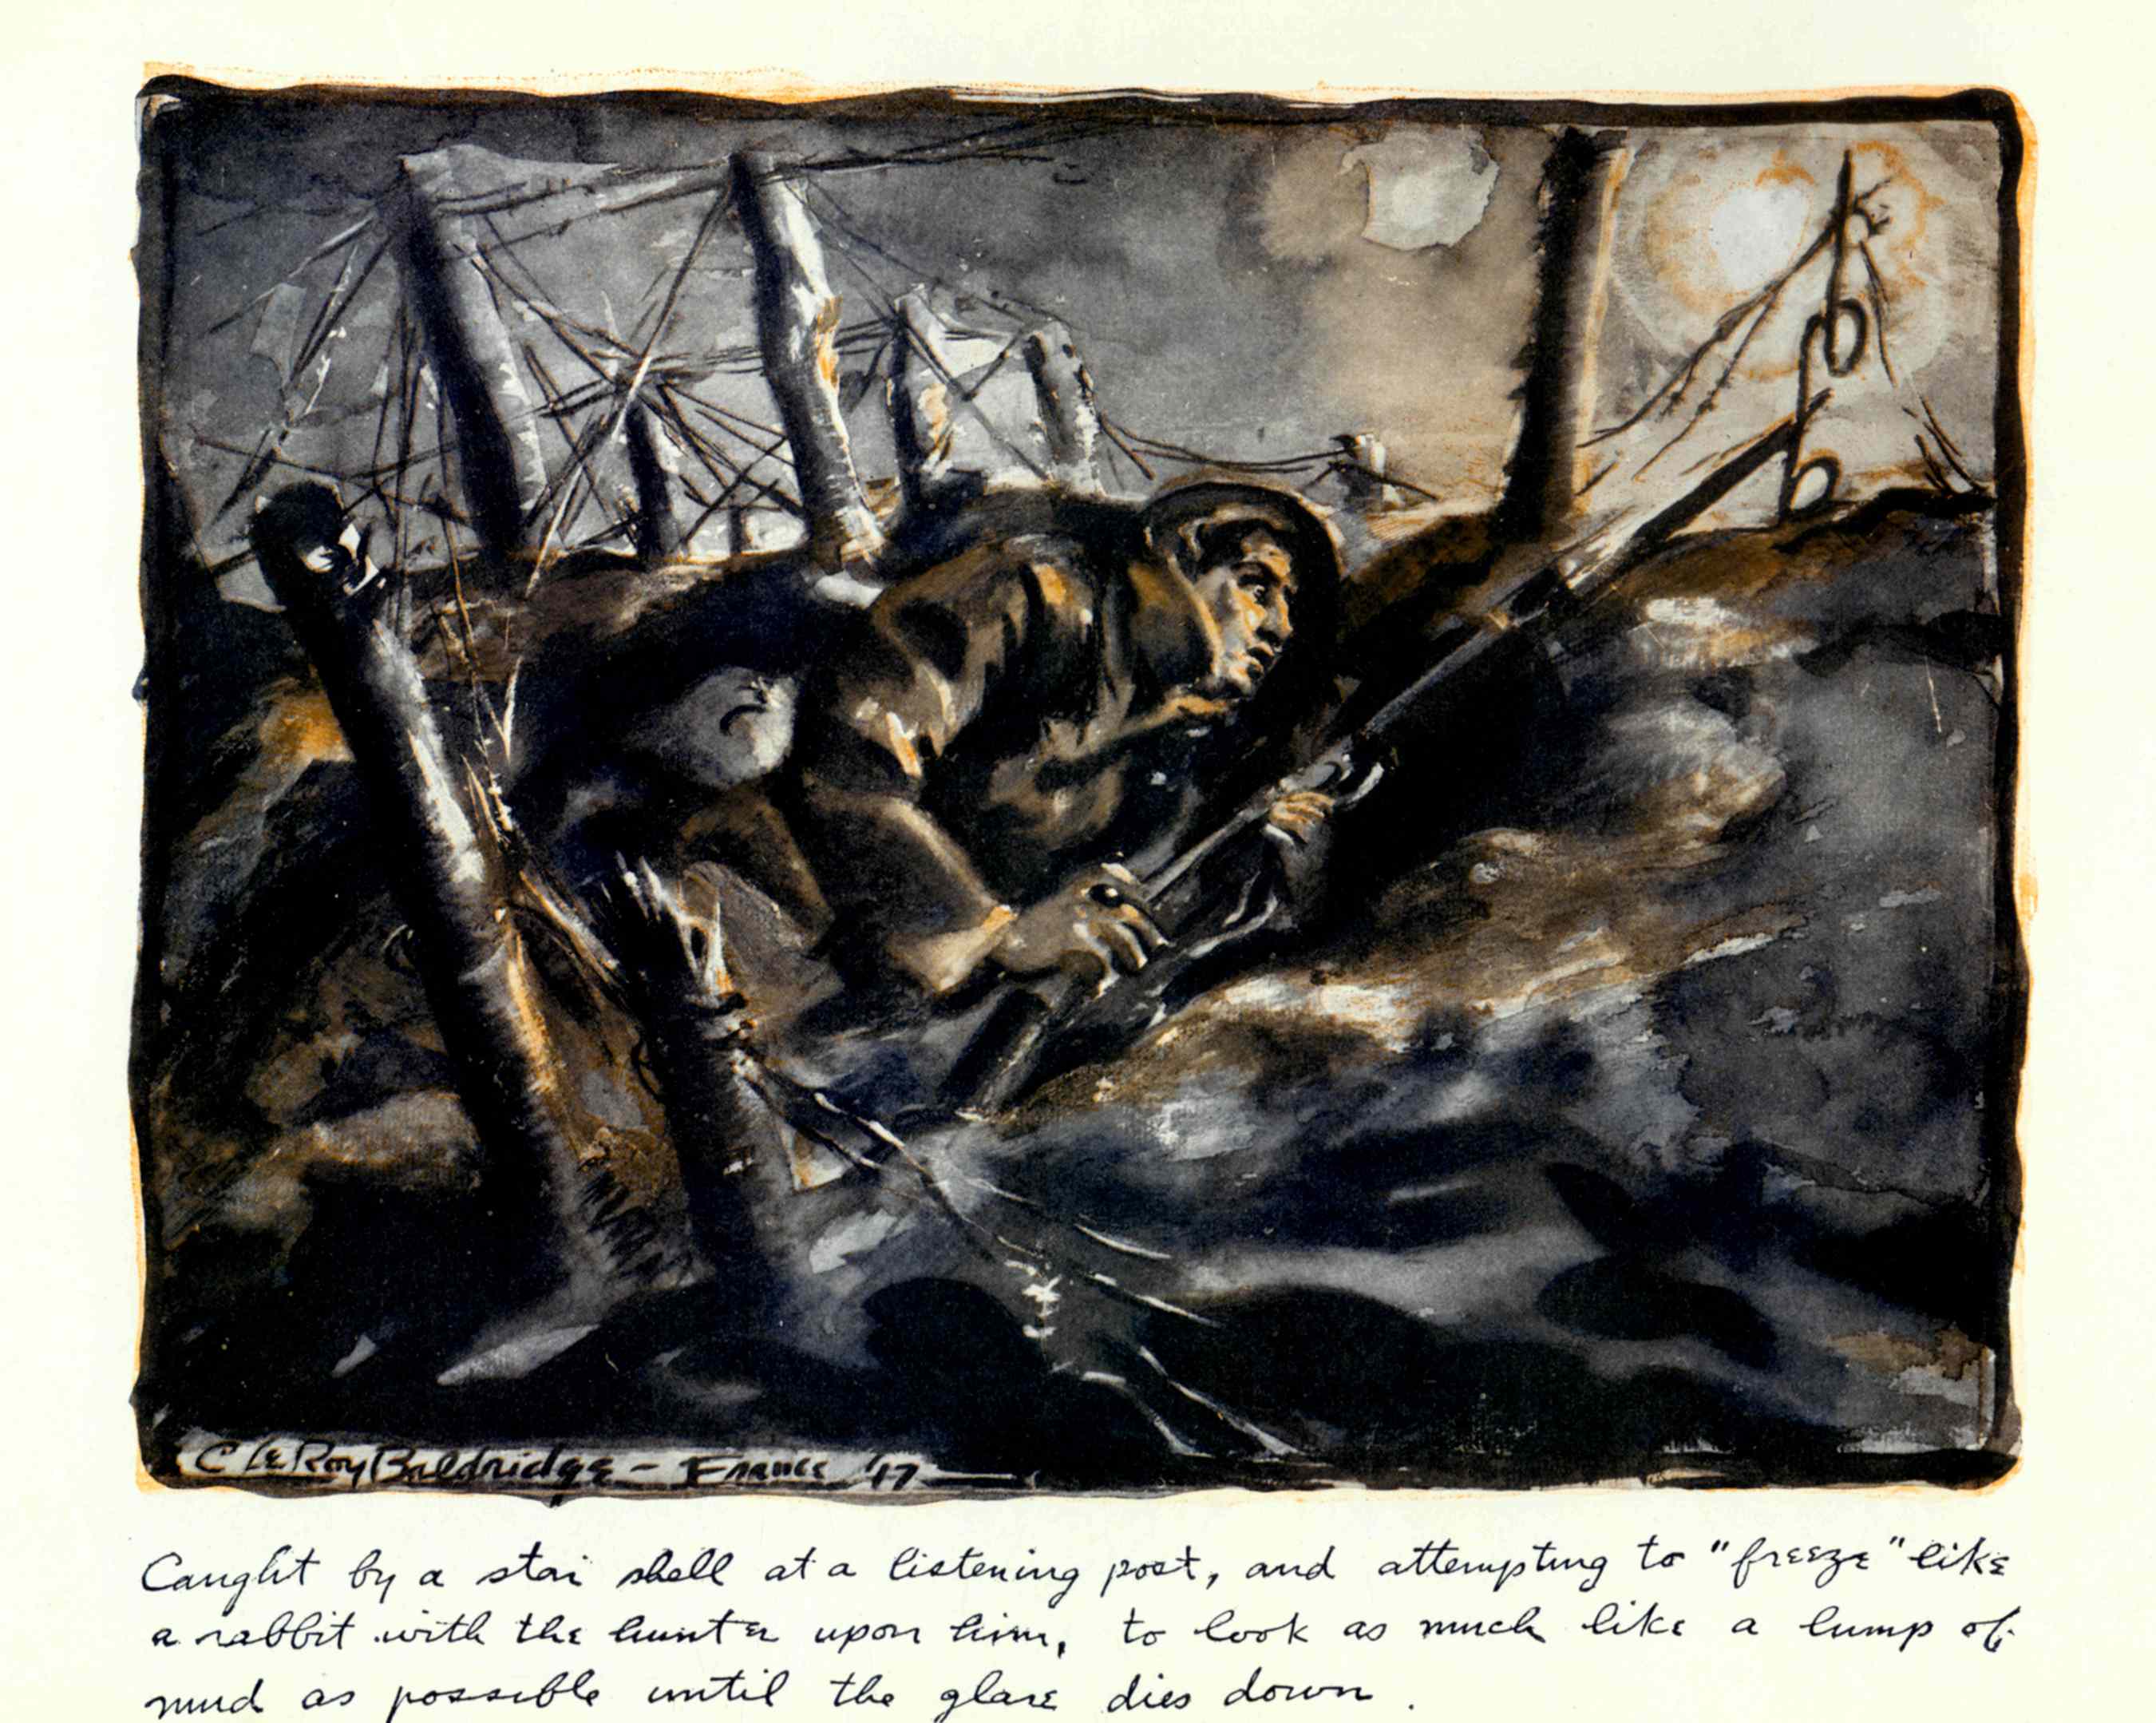 C LeRoy Baldridge - France '17
Caught by a star shell at a listening post, and attempting to "freeze" like
a rabbit with the hunter upon him, to look as much like a lump of
mud as possible until the glare dies down.